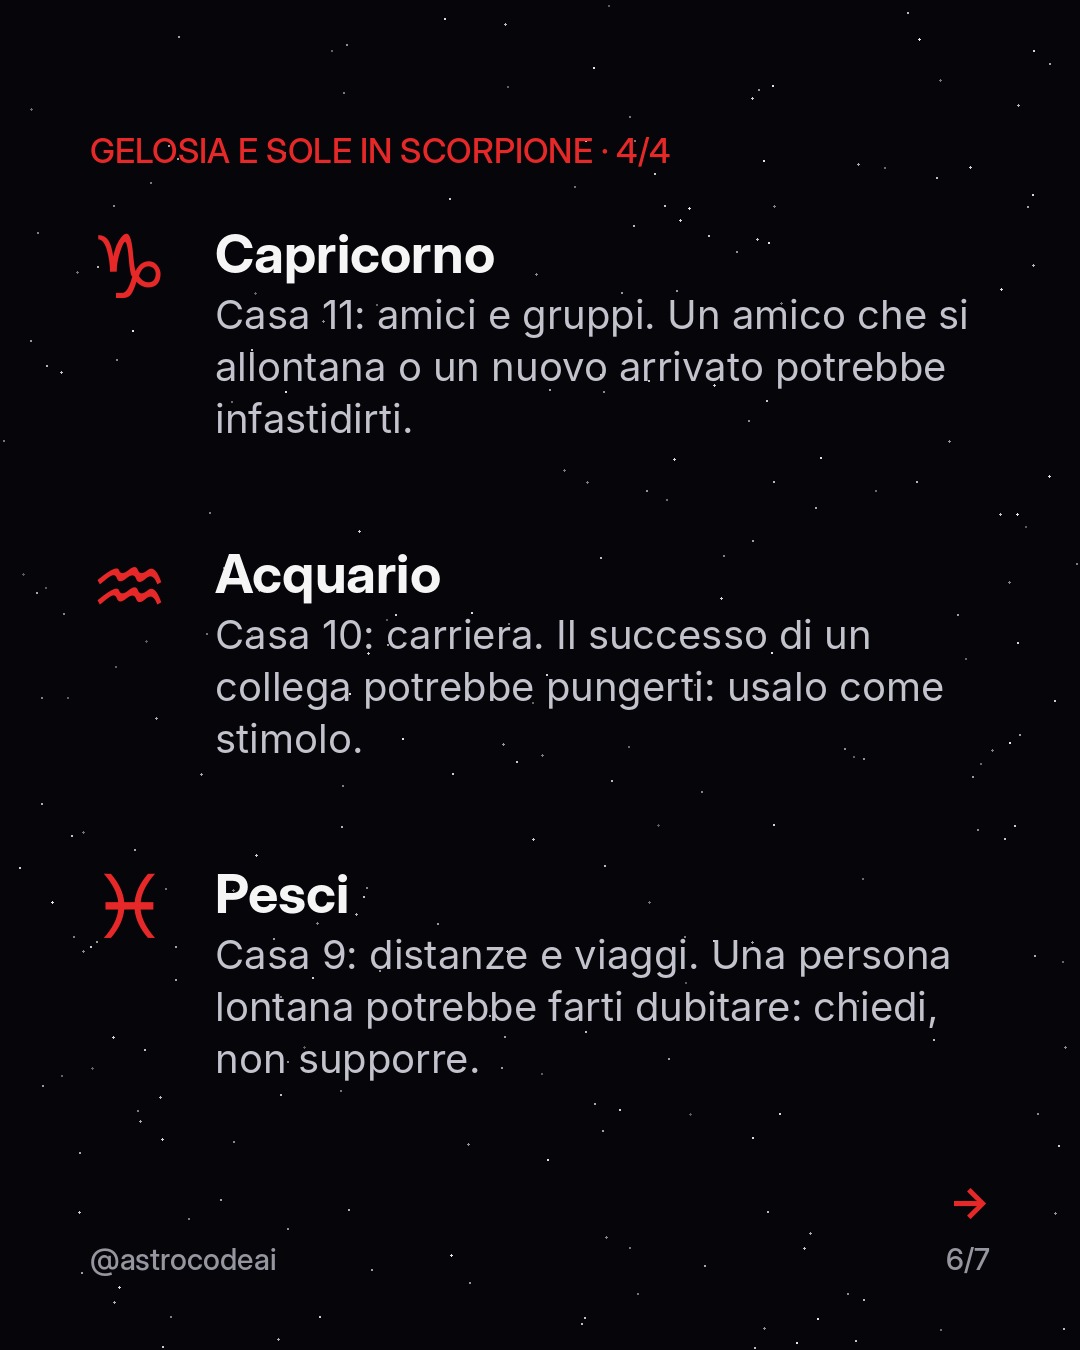 GELOSIA E SOLE IN SCORPIONE · 4/4
♑ Capricorno
Casa 11: amici e gruppi. Un amico che si
allontana o un nuovo arrivato potrebbe
infastidirti.
♒ Acquario
Casa 10: carriera. Il successo di un
collega potrebbe pungerti: usalo come
stimolo.
♓ Pesci
Casa 9: distanze e viaggi. Una persona
lontana potrebbe farti dubitare: chiedi,
non supporre.
→
@astrocodeai
6/7